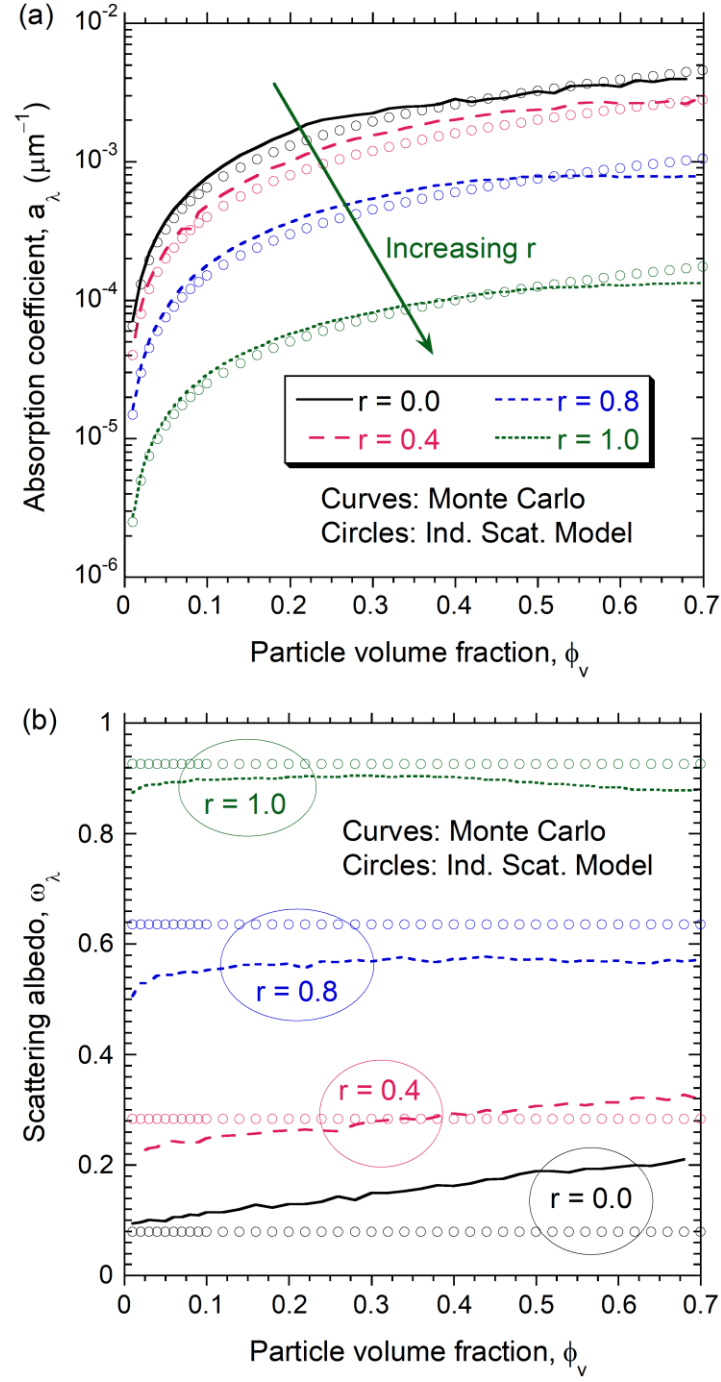 (a)
10⁻²
10⁻³
10⁻⁴
10⁻⁵
10⁻⁶
Absorption coefficient, a_λ (μm⁻¹)
Increasing r
r = 0.0 r = 0.8
r = 0.4 r = 1.0
Curves: Monte Carlo
Circles: Ind. Scat. Model
0 0.1 0.2 0.3 0.4 0.5 0.6 0.7
Particle volume fraction, ϕ_v
(b)
1
0.8
0.6
0.4
0.2
0
Scattering albedo, ω_λ
r = 1.0
Curves: Monte Carlo
Circles: Ind. Scat. Model
r = 0.8
r = 0.4
r = 0.0
0 0.1 0.2 0.3 0.4 0.5 0.6 0.7
Particle volume fraction, ϕ_v